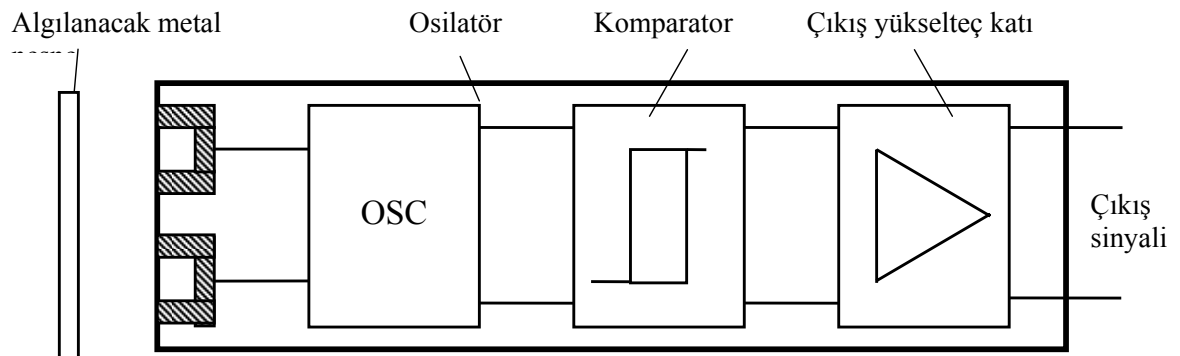 Algılanacak metal
Osilatör
Komparator
Çıkış yükselteç katı
OSC
Çıkış
sinyali